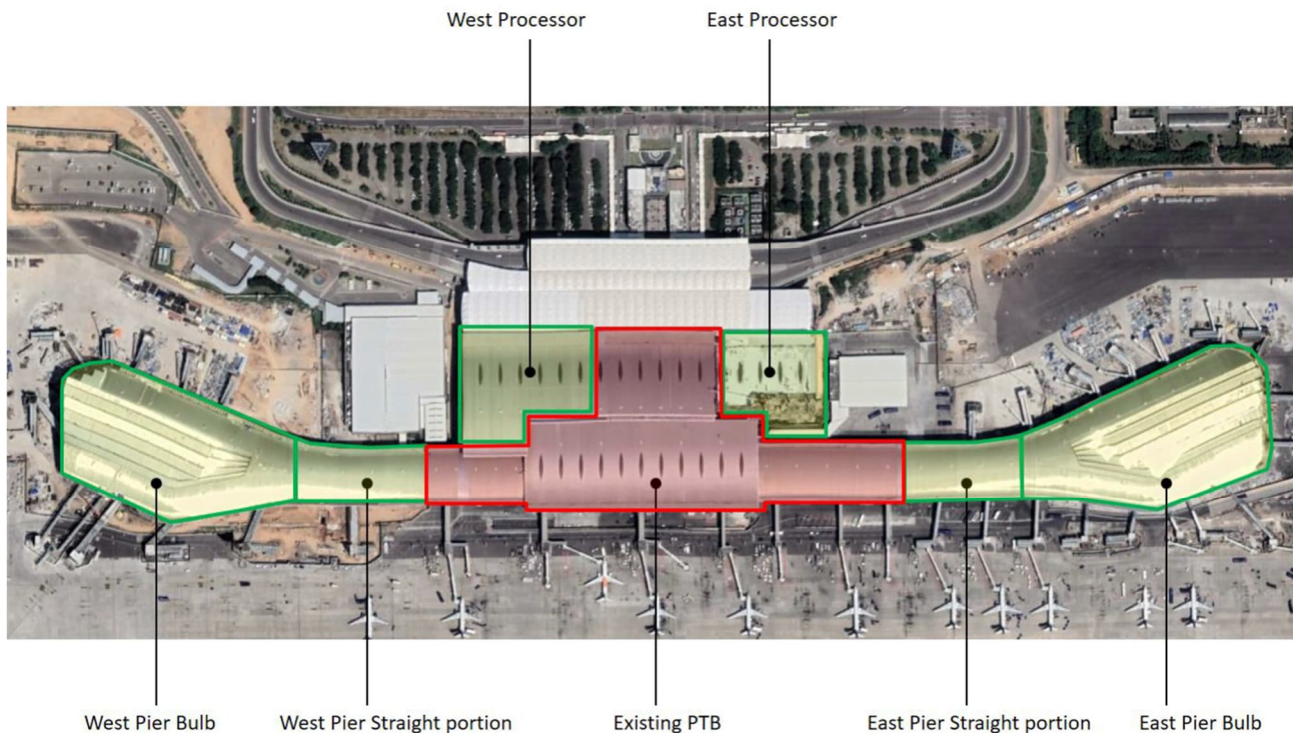 West Processor
East Processor
West Pier Bulb
West Pier Straight portion
Existing PTB
East Pier Straight portion
East Pier Bulb